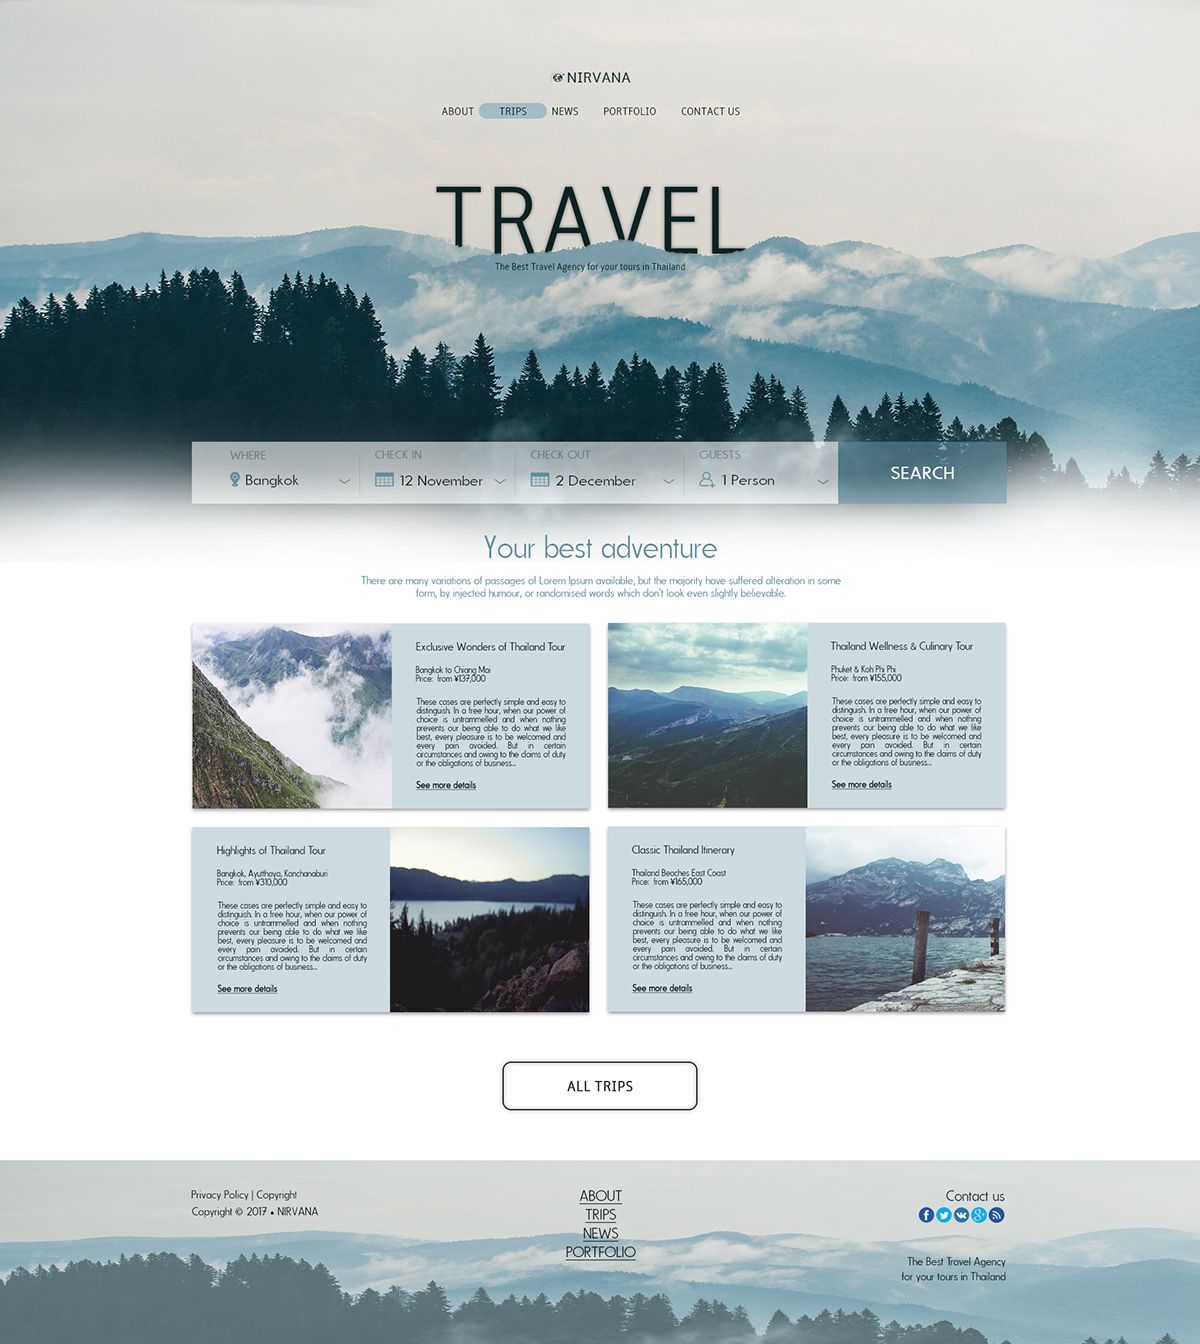 NIRVANA
ABOUT TRIPS NEWS PORTFOLIO CONTACT US
TRAVEL
The Best Travel Agency for your tours in Thailand
WHERE CHECK IN CHECK OUT GUESTS
Bangkok 12 November 2 December 1 Person
SEARCH
Your best adventure
There are many variations of passages of Lorem Ipsum available, but the majority have suffered alteration in some
form, by injected humour, or randomised words which don't look even slightly believable.
Exclusive Wonders of Thailand Tour
Bangkok to Chiang Mai
Price: from ¥137,000
These cases are perfectly simple and easy to
distinguish. In a free hour, when our power of
choice is untrammelled and when nothing
prevents our being able to do what we like
best, every pleasure is to be welcomed and
every pain avoided. But in certain
circumstances and owing to the claims of duty
or the obligations of business...
See more details
Thailand Wellness & Culinary Tour
Phuket & Koh Phi Phi
Price: from ¥155,000
These cases are perfectly simple and easy to
distinguish. In a free hour, when our power of
choice is untrammelled and when nothing
prevents our being able to do what we like
best, every pleasure is to be welcomed and
every pain avoided. But in certain
circumstances and owing to the claims of duty
or the obligations of business...
See more details
Highlights of Thailand Tour
Bangkok, Ayutthaya, Kanchanaburi
Price: from ¥310,000
These cases are perfectly simple and easy to
distinguish. In a free hour, when our power of
choice is untrammelled and when nothing
prevents our being able to do what we like
best, every pleasure is to be welcomed and
every pain avoided. But in certain
circumstances and owing to the claims of duty
or the obligations of business...
See more details
Classic Thailand Itinerary
Thailand Beaches East Coast
Price: from ¥165,000
These cases are perfectly simple and easy to
distinguish. In a free hour, when our power of
choice is untrammelled and when nothing
prevents our being able to do what we like
best, every pleasure is to be welcomed and
every pain avoided. But in certain
circumstances and owing to the claims of duty
or the obligations of business...
See more details
ALL TRIPS
Privacy Policy | Copyright
Copyright © 2017 • NIRVANA
ABOUT
TRIPS
NEWS
PORTFOLIO
Contact us
The Best Travel Agency
for your tours in Thailand